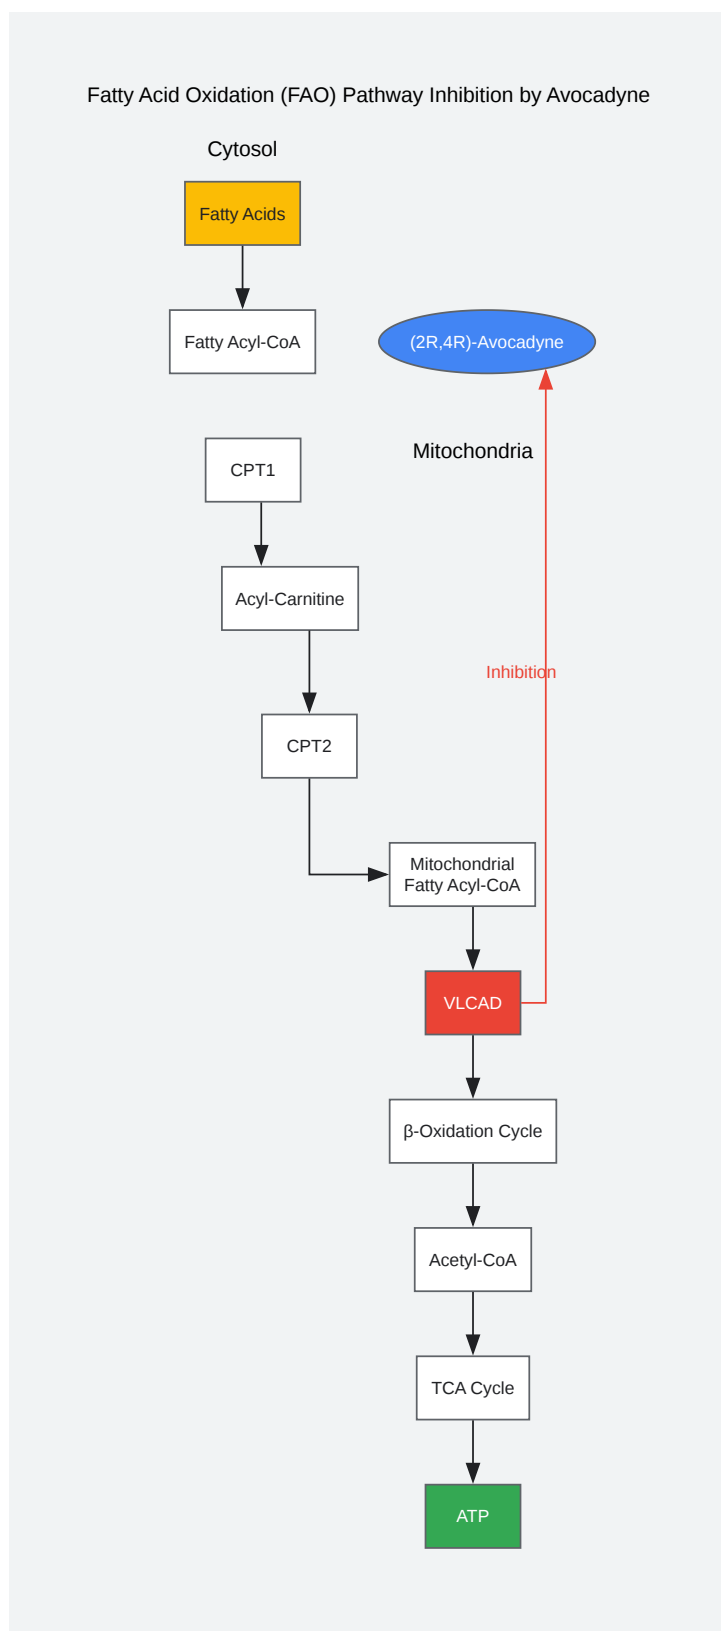 Fatty Acid Oxidation (FAO) Pathway Inhibition by Avocadyne
Cytosol
Fatty Acids
Fatty Acyl-CoA
(2R,4R)-Avocadyne
Mitochondria
CPT1
Acyl-Carnitine
Inhibition
CPT2
Mitochondrial
Fatty Acyl-CoA
VLCAD
β-Oxidation Cycle
Acetyl-CoA
TCA Cycle
ATP